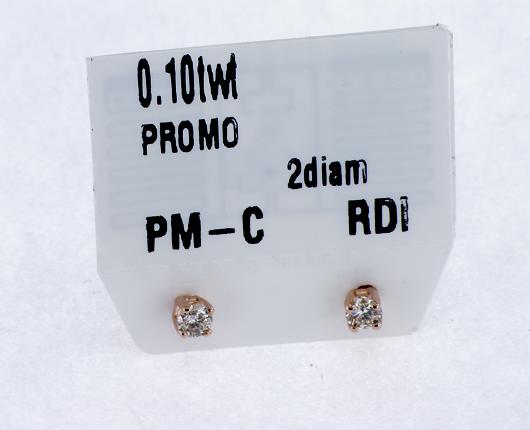 0.10twt
PROMO
2diam
PM-C RDI